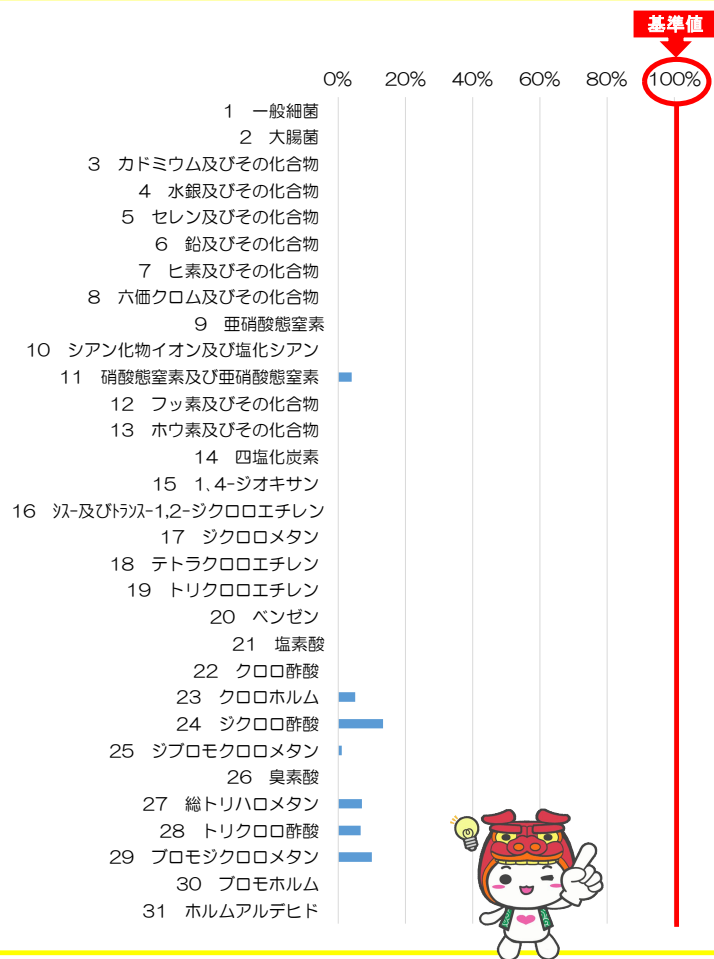 基準値
0% 20% 40% 60% 80% 100%
1 一般細菌
2 大腸菌
3 カドミウム及びその化合物
4 水銀及びその化合物
5 セレン及びその化合物
6 鉛及びその化合物
7 ヒ素及びその化合物
8 六価クロム及びその化合物
9 亜硝酸態窒素
10 シアン化物イオン及び塩化シアン
11 硝酸態窒素及び亜硝酸態窒素
12 フッ素及びその化合物
13 ホウ素及びその化合物
14 四塩化炭素
15 1、4-ジオキサン
16 ｼｽ-及びﾄﾗﾝｽ-1,2-ジクロロエチレン
17 ジクロロメタン
18 テトラクロロエチレン
19 トリクロロエチレン
20 ベンゼン
21 塩素酸
22 クロロ酢酸
23 クロロホルム
24 ジクロロ酢酸
25 ジブロモクロロメタン
26 臭素酸
27 総トリハロメタン
28 トリクロロ酢酸
29 ブロモジクロロメタン
30 ブロモホルム
31 ホルムアルデヒド